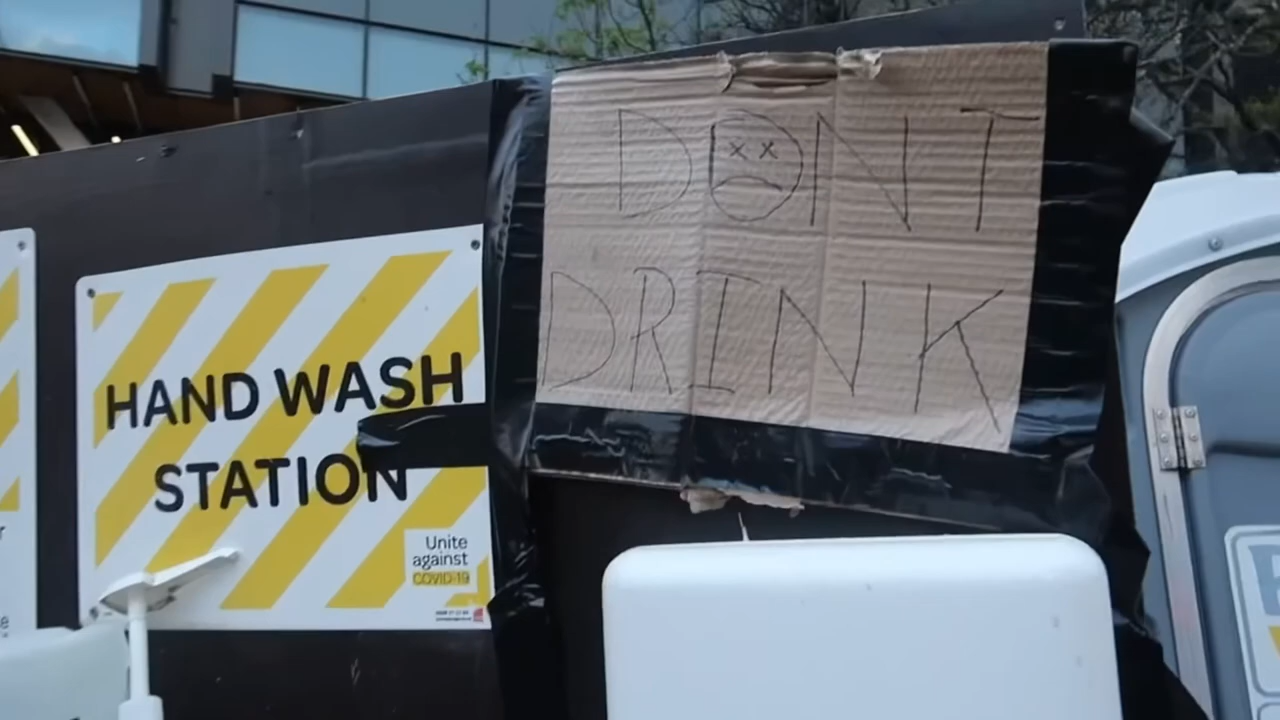 HAND WASH
STATION
Unite
against
COVID-19
DONT
DRINK